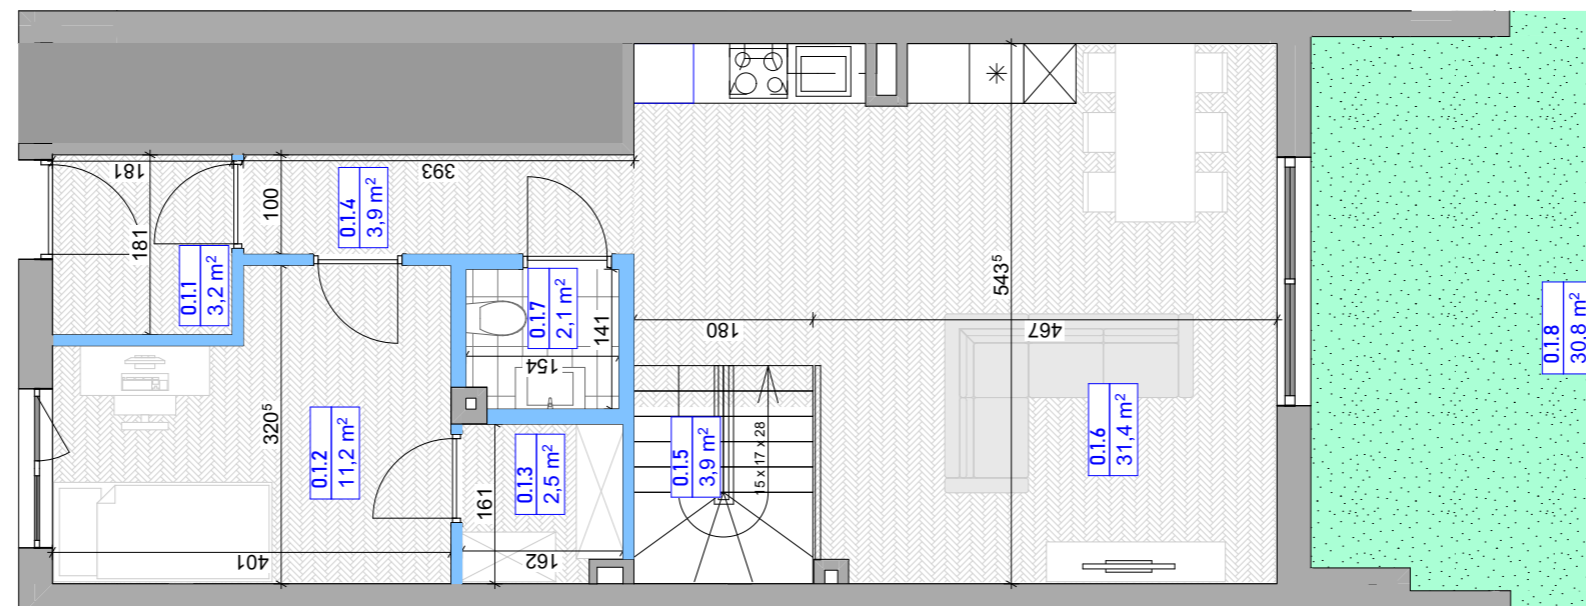 181
393
181
100
0.1.1
3,2 m²
0.1.4
3,9 m²
0.1.7
2,1 m²
141
154
543⁵
180
467
0.1.8
30,8 m²
320⁵
0.1.2
11,2 m²
0.1.3
2,5 m²
161
0.1.5
3,9 m²
15 x 17 x 28
0.1.6
31,4 m²
401
162